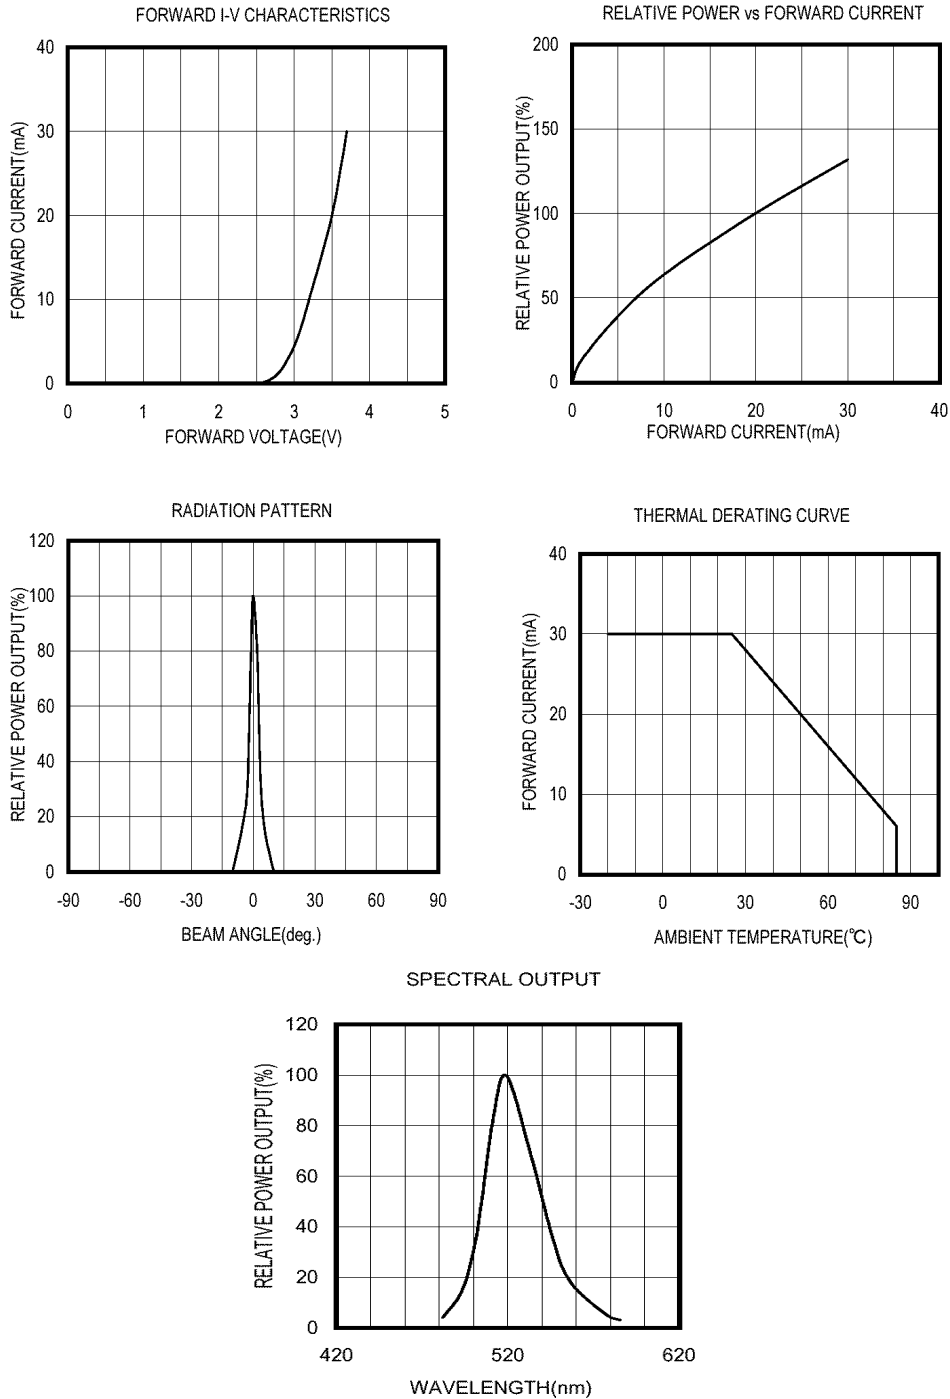 FORWARD I-V CHARACTERISTICS
40
30
20
10
0
FORWARD CURRENT(mA)
0 1 2 3 4 5
FORWARD VOLTAGE(V)
RELATIVE POWER vs FORWARD CURRENT
200
150
100
50
0
RELATIVE POWER OUTPUT(%)
0 10 20 30 40
FORWARD CURRENT(mA)
RADIATION PATTERN
120
100
80
60
40
20
0
RELATIVE POWER OUTPUT(%)
-90 -60 -30 0 30 60 90
BEAM ANGLE(deg.)
THERMAL DERATING CURVE
40
30
20
10
0
FORWARD CURRENT(mA)
-30 0 30 60 90
AMBIENT TEMPERATURE(℃)
SPECTRAL OUTPUT
120
100
80
60
40
20
0
RELATIVE POWER OUTPUT(%)
420 520 620
WAVELENGTH(nm)